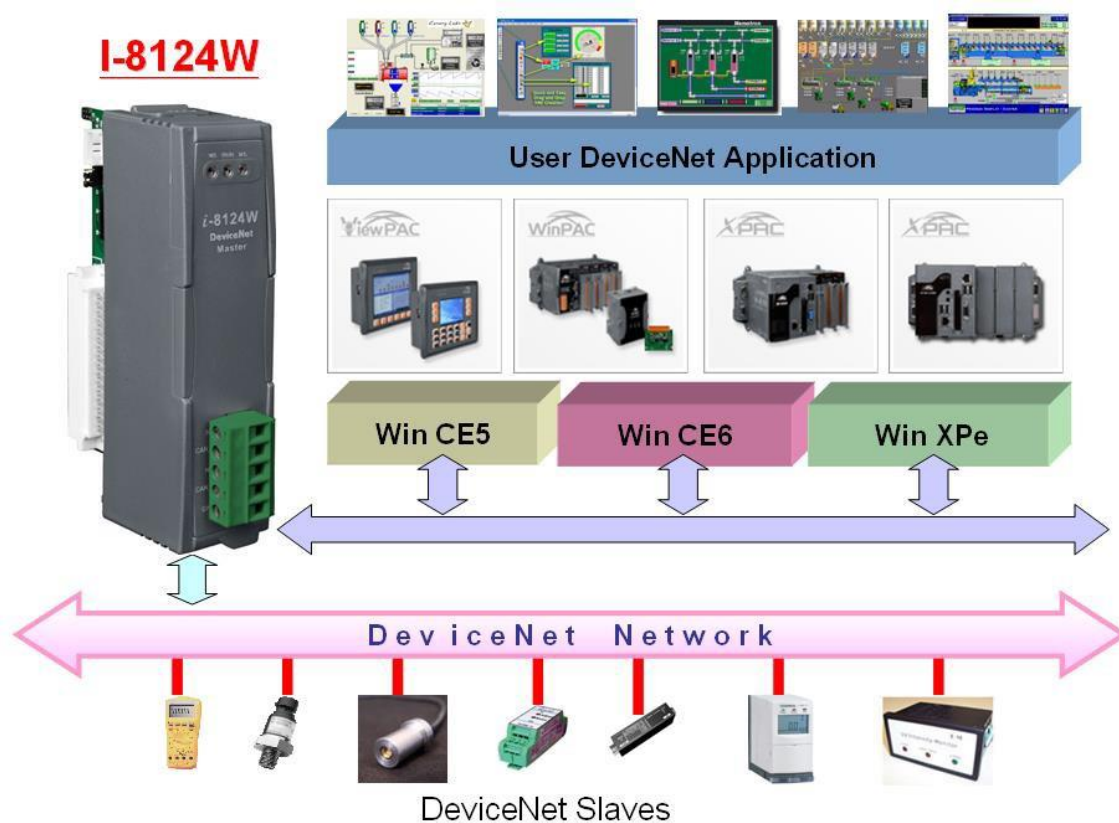 I-8124W
User DeviceNet Application
i-8124W
DeviceNet
Master
ViewPAC
WinPAC
XPAC
XPAC
Win CE5
Win CE6
Win XPe
DeviceNet Network
DeviceNet Slaves